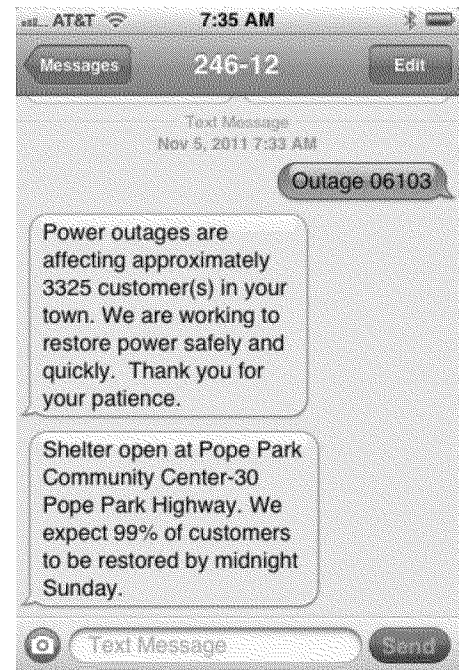 AT&T 7:35 AM
Messages 246-12 Edit
Text Message
Nov 5, 2011 7:33 AM
Outage 06103
Power outages are
affecting approximately
3325 customer(s) in your
town. We are working to
restore power safely and
quickly. Thank you for
your patience.
Shelter open at Pope Park
Community Center-30
Pope Park Highway. We
expect 99% of customers
to be restored by midnight
Sunday.
Text Message Send